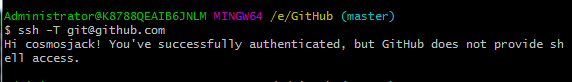 Administrator@K8788QEAIB6JNLM MINGW64 /e/GitHub (master)
$ ssh -T git@github.com
Hi cosmosjack! You've successfully authenticated, but GitHub does not provide sh
ell access.